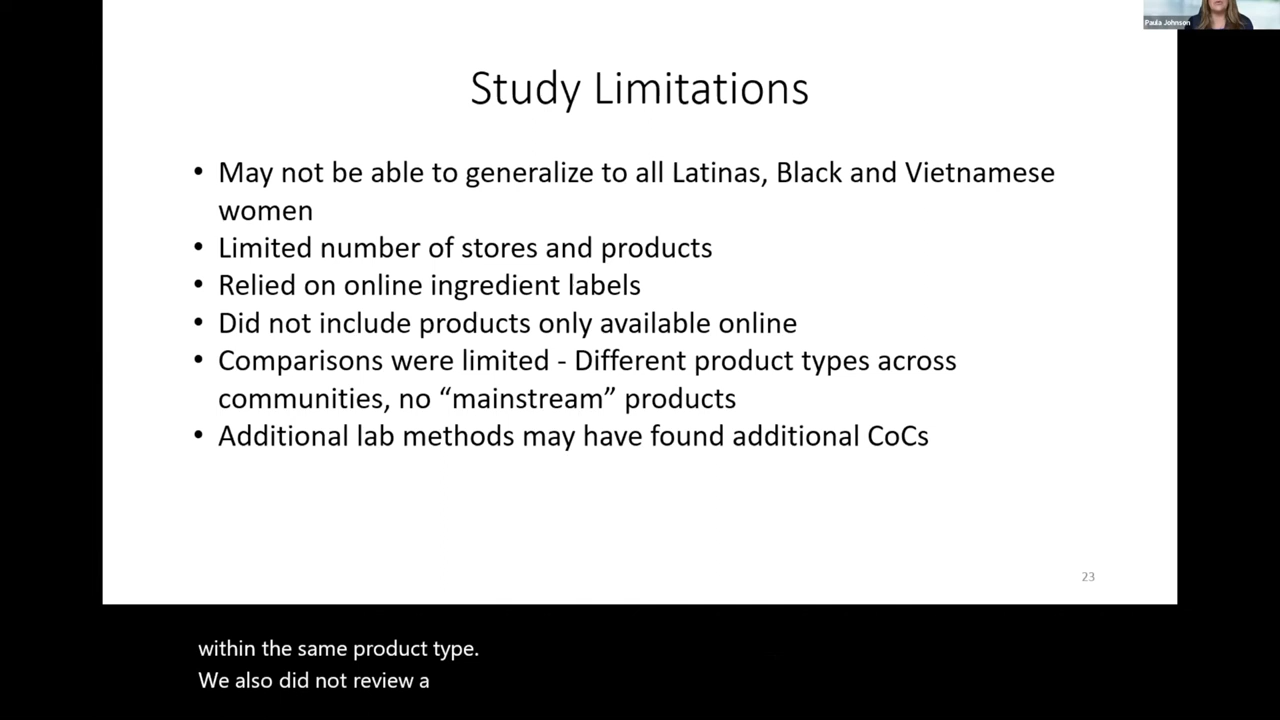 Paula Johnson
Study Limitations
• May not be able to generalize to all Latinas, Black and Vietnamese
women
• Limited number of stores and products
• Relied on online ingredient labels
• Did not include products only available online
• Comparisons were limited - Different product types across
communities, no “mainstream” products
• Additional lab methods may have found additional CoCs
23
within the same product type.
We also did not review a